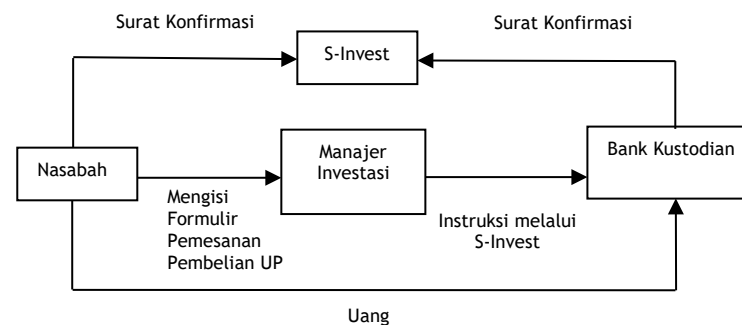 Surat Konfirmasi
Surat Konfirmasi
S-Invest
Nasabah
Manajer
Investasi
Bank Kustodian
Mengisi
Formulir
Pemesanan
Pembelian UP
Instruksi melalui
S-Invest
Uang